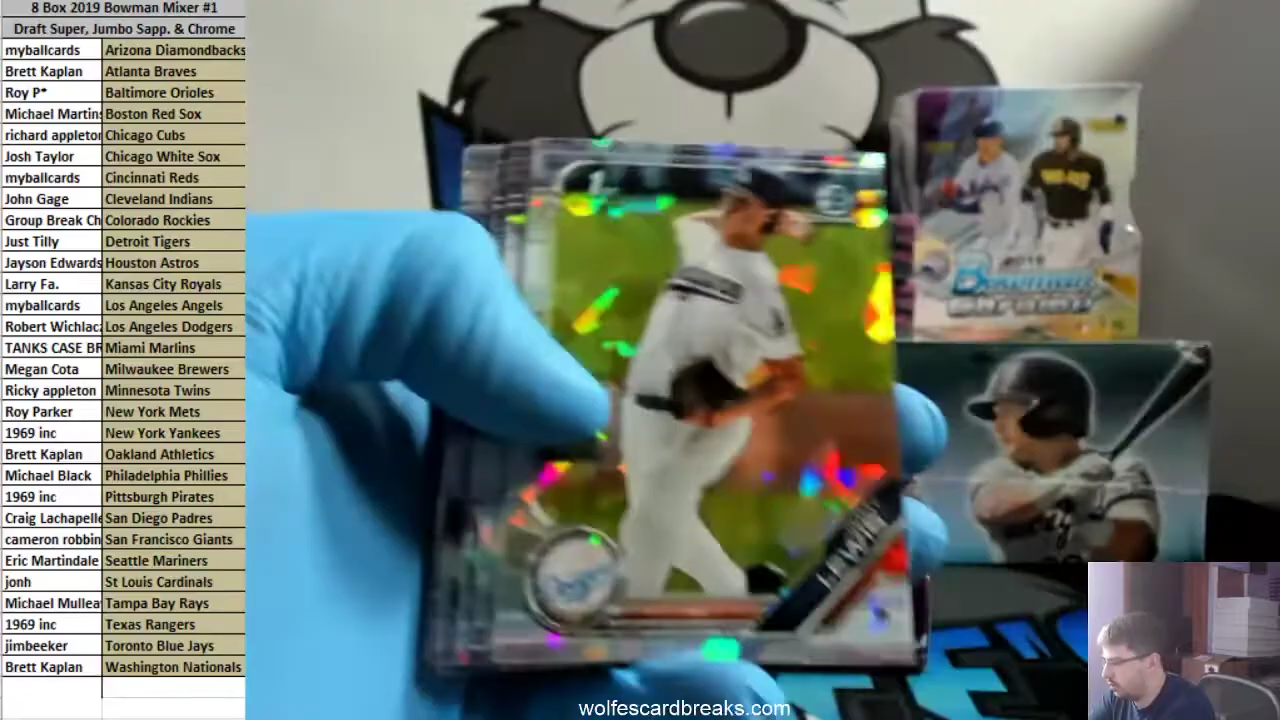 8 Box 2019 Bowman Mixer #1
Draft Super, Jumbo Sapp. & Chrome
myballcards Arizona Diamondbacks
Brett Kaplan Atlanta Braves
Roy P* Baltimore Orioles
Michael Martins Boston Red Sox
richard appleton Chicago Cubs
Josh Taylor Chicago White Sox
myballcards Cincinnati Reds
John Gage Cleveland Indians
Group Break Ch Colorado Rockies
Just Tilly Detroit Tigers
Jayson Edwards Houston Astros
Larry Fa. Kansas City Royals
myballcards Los Angeles Angels
Robert Wichlac Los Angeles Dodgers
TANKS CASE BR Miami Marlins
Megan Cota Milwaukee Brewers
Ricky appleton Minnesota Twins
Roy Parker New York Mets
1969 inc New York Yankees
Brett Kaplan Oakland Athletics
Michael Black Philadelphia Phillies
1969 inc Pittsburgh Pirates
Craig Lachapelle San Diego Padres
cameron robbin San Francisco Giants
Eric Martindale Seattle Mariners
jonh St Louis Cardinals
Michael Mullea Tampa Bay Rays
1969 inc Texas Rangers
jimbeeker Toronto Blue Jays
Brett Kaplan Washington Nationals
2019
Bowman
wolfescardbreaks.com